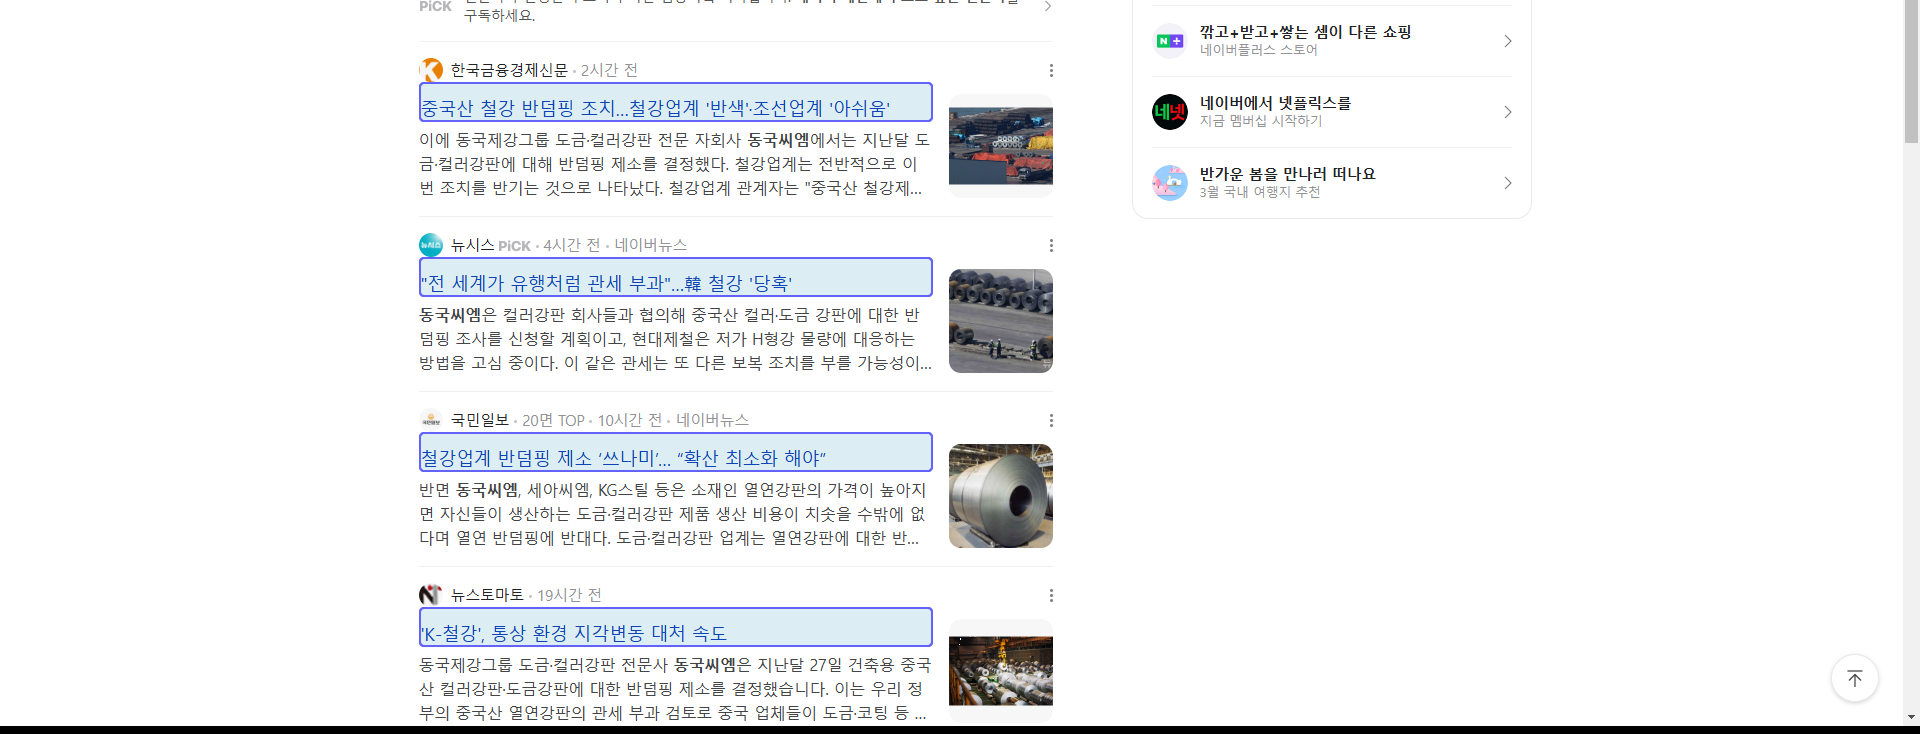 PiCK
구독하세요.
한국금융경제신문 · 2시간 전
중국산 철강 반덤핑 조치...철강업계 '반색'·조선업계 '아쉬움'
이에 동국제강그룹 도금·컬러강판 전문 자회사 동국씨엠에서는 지난달 도
금·컬러강판에 대해 반덤핑 제소를 결정했다. 철강업계는 전반적으로 이
번 조치를 반기는 것으로 나타났다. 철강업계 관계자는 "중국산 철강제...
뉴시스
뉴시스 PiCK · 4시간 전 · 네이버뉴스
"전 세계가 유행처럼 관세 부과"…韓 철강 '당혹'
동국씨엠은 컬러강판 회사들과 협의해 중국산 컬러·도금 강판에 대한 반
덤핑 조사를 신청할 계획이고, 현대제철은 저가 H형강 물량에 대응하는
방법을 고심 중이다. 이 같은 관세는 또 다른 보복 조치를 부를 가능성이...
국민일보
국민일보 · 20면 TOP · 10시간 전 · 네이버뉴스
철강업계 반덤핑 제소 ‘쓰나미’… “확산 최소화 해야”
반면 동국씨엠, 세아씨엠, KG스틸 등은 소재인 열연강판의 가격이 높아지
면 자신들이 생산하는 도금·컬러강판 제품 생산 비용이 치솟을 수밖에 없
다며 열연 반덤핑에 반대다. 도금·컬러강판 업계는 열연강판에 대한 반...
뉴스토마토 · 19시간 전
'K-철강', 통상 환경 지각변동 대처 속도
동국제강그룹 도금·컬러강판 전문사 동국씨엠은 지난달 27일 건축용 중국
산 컬러강판·도금강판에 대한 반덤핑 제소를 결정했습니다. 이는 우리 정
부의 중국산 열연강판의 관세 부과 검토로 중국 업체들이 도금·코팅 등 ...
N +
깎고+받고+쌓는 셈이 다른 쇼핑
네이버플러스 스토어
네넷
네이버에서 넷플릭스를
지금 멤버십 시작하기
반가운 봄을 만나러 떠나요
3월 국내 여행지 추천